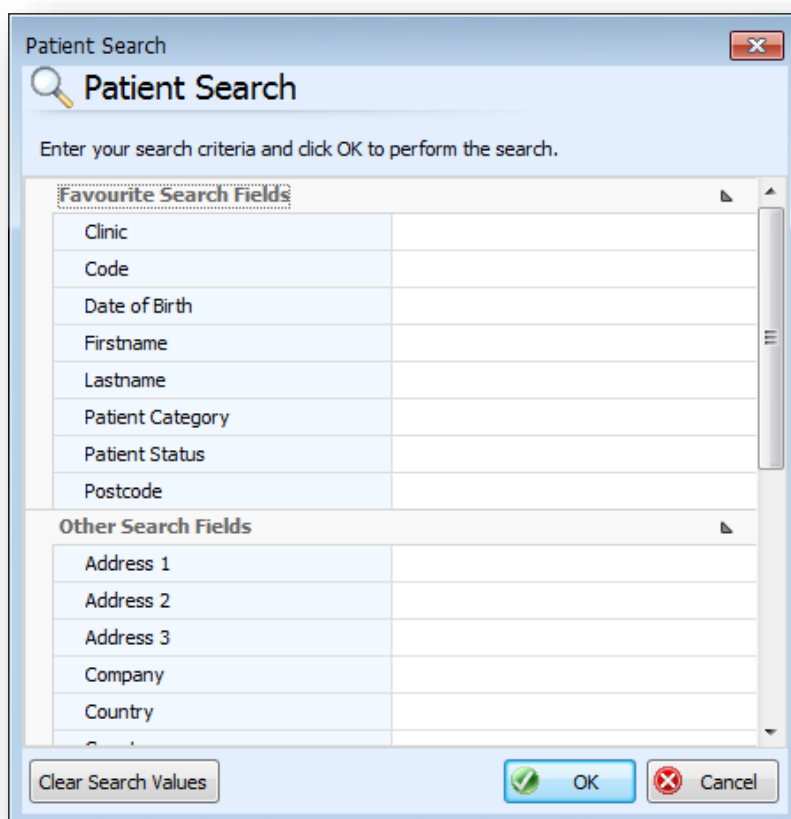 Patient Search
Patient Search
Enter your search criteria and click OK to perform the search.
Favourite Search Fields
Clinic
Code
Date of Birth
Firstname
Lastname
Patient Category
Patient Status
Postcode
Other Search Fields
Address 1
Address 2
Address 3
Company
Country
Clear Search Values
OK
Cancel